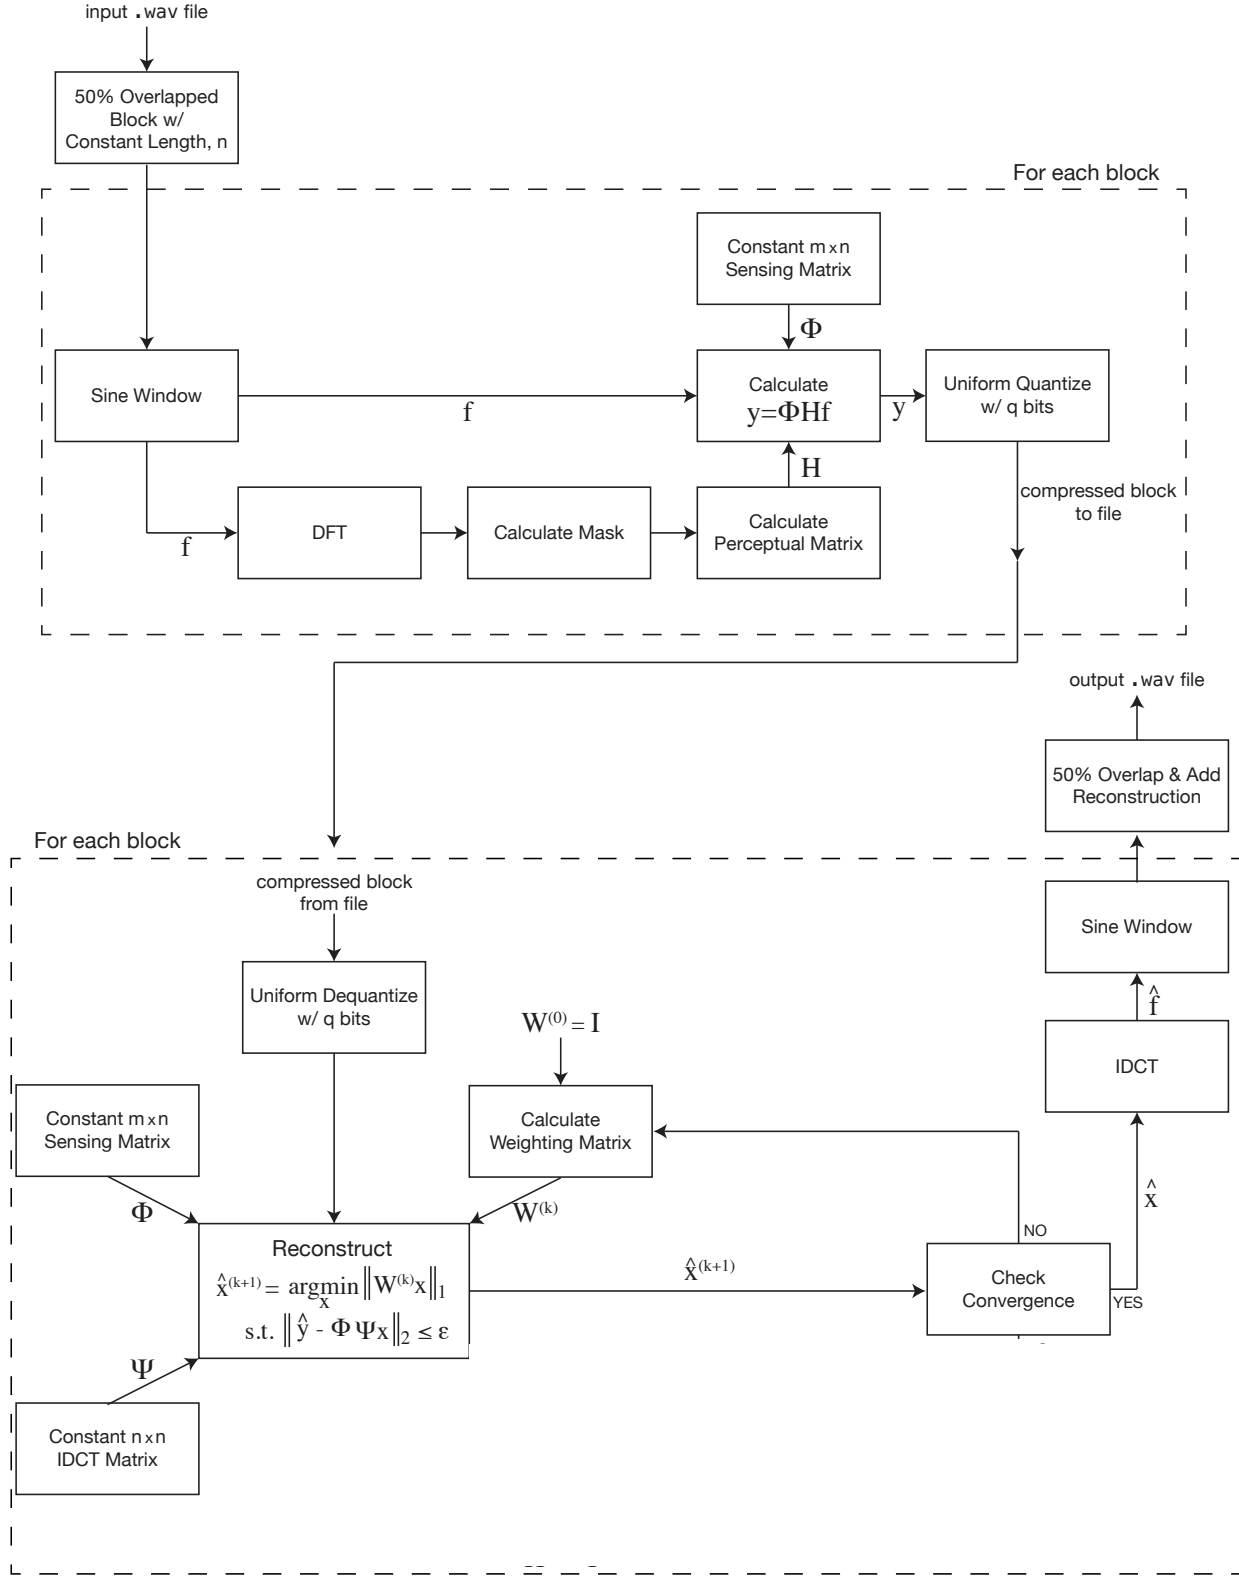 input .wav file
50% Overlapped
Block w/
Constant Length, n
For each block
Constant m×n
Sensing Matrix
Φ
Sine Window
f
Calculate
y=ΦHf
y
Uniform Quantize
w/ q bits
H
compressed block
to file
f
DFT
Calculate Mask
Calculate
Perceptual Matrix
output .wav file
50% Overlap & Add
Reconstruction
For each block
compressed block
from file
Sine Window
Uniform Dequantize
w/ q bits
f̂
W⁽⁰⁾ = I
IDCT
Constant m×n
Sensing Matrix
Calculate
Weighting Matrix
Φ
W⁽ᵏ⁾
x̂
NO
Reconstruct
x̂⁽ᵏ⁺¹⁾ = argmin ‖W⁽ᵏ⁾x‖₁
x
s.t. ‖ŷ - ΦΨx‖₂ ≤ ε
x̂⁽ᵏ⁺¹⁾
Check
Convergence
YES
Ψ
Constant n×n
IDCT Matrix